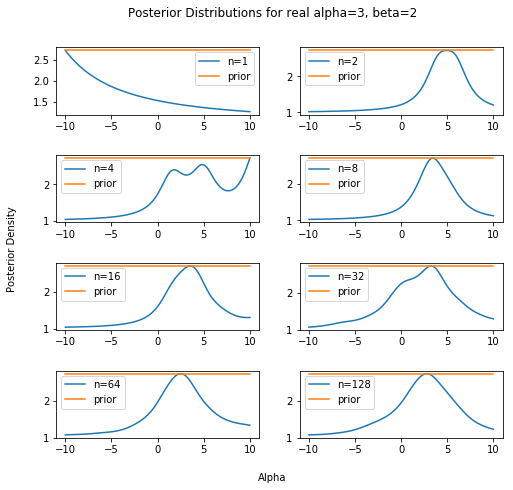 Posterior Distributions for real alpha=3, beta=2
2.5
2.0
1.5
n=1
prior
−10 −5 0 5 10
2
1
n=2
prior
−10 −5 0 5 10
2
1
n=4
prior
−10 −5 0 5 10
2
1
n=8
prior
−10 −5 0 5 10
Posterior Density
2
1
n=16
prior
−10 −5 0 5 10
2
1
n=32
prior
−10 −5 0 5 10
2
1
n=64
prior
−10 −5 0 5 10
2
1
n=128
prior
−10 −5 0 5 10
Alpha